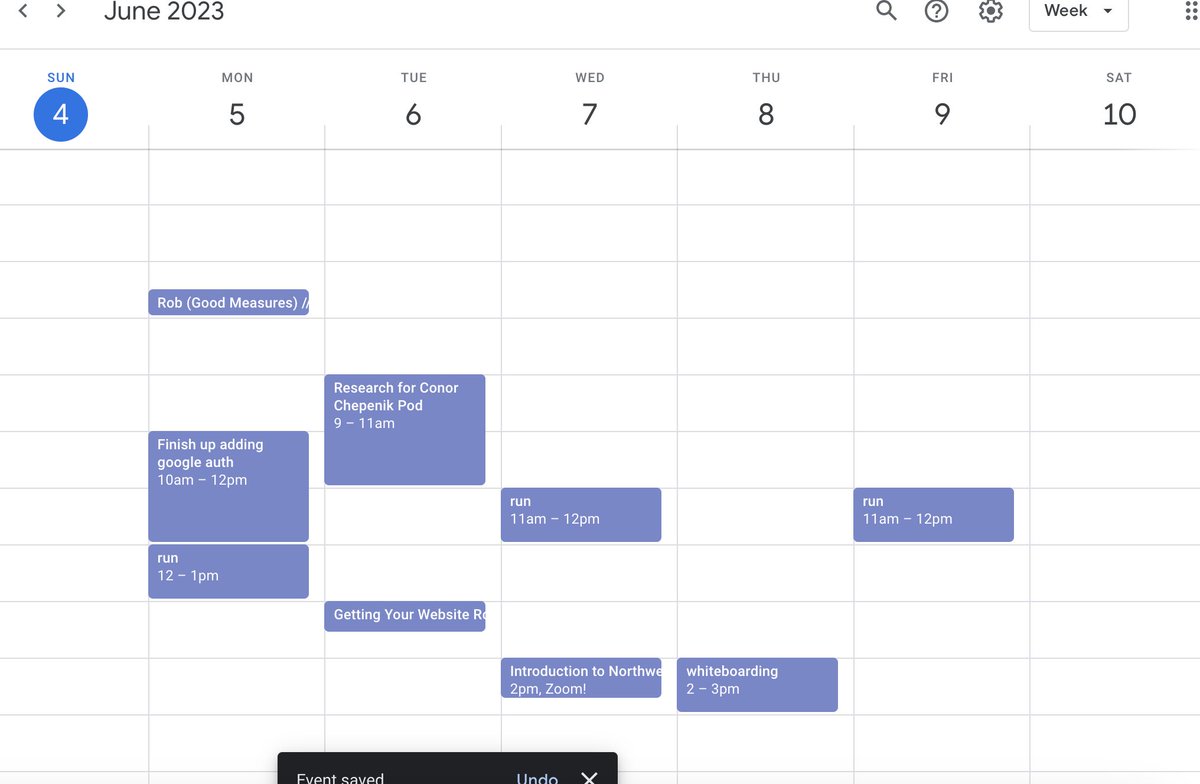 June 2023
Week
SUN
4
MON
5
TUE
6
WED
7
THU
8
FRI
9
SAT
10
Rob (Good Measures) //
Research for Conor
Chepenik Pod
9 – 11am
Finish up adding
google auth
10am – 12pm
run
11am – 12pm
run
11am – 12pm
run
12 – 1pm
Getting Your Website
Introduction to
2pm, Zoom!
whiteboarding
2 – 3pm
Event saved
Undo